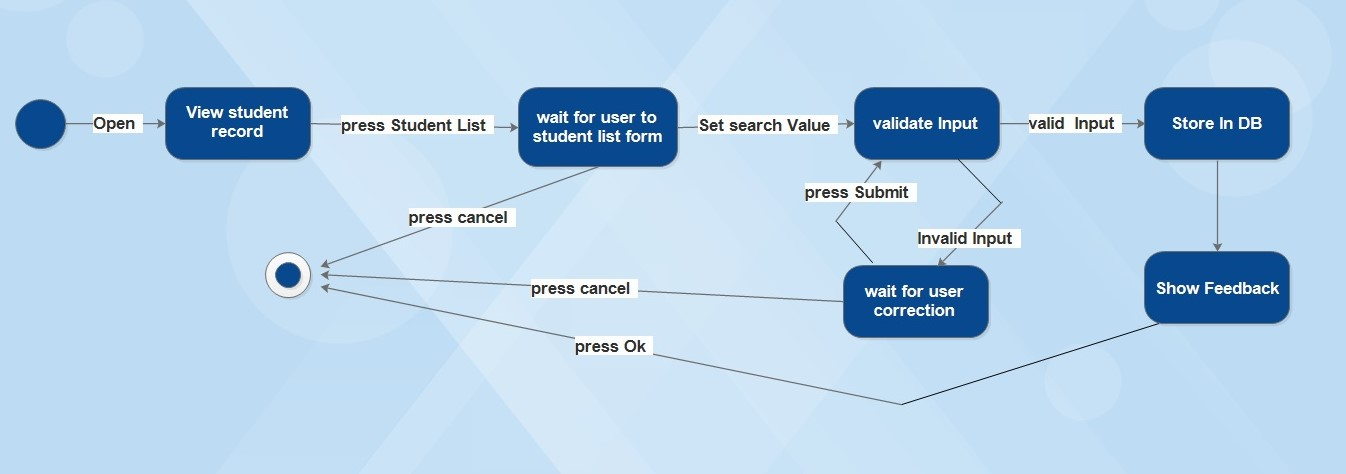 Open
View student
record
press Student List
wait for user to
student list form
Set search Value
validate Input
valid  Input
Store In DB
press Submit
press cancel
Invalid Input
press cancel
wait for user
correction
Show Feedback
press Ok